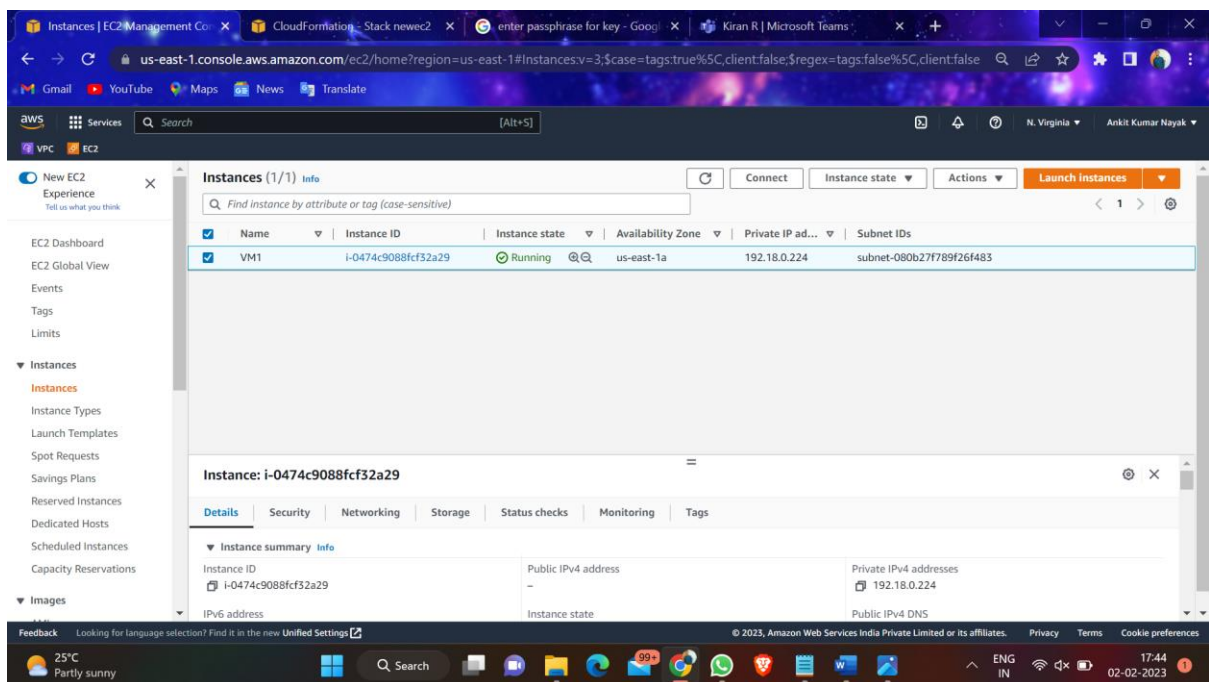 Instances | EC2 Management Con
CloudFormation - Stack newec2
enter passphrase for key - Googl
Kiran R | Microsoft Teams
us-east-1.console.aws.amazon.com/ec2/home?region=us-east-1#Instances:v=3;$case=tags:true%5C,client:false;$regex=tags:false%5C,client:false
Gmail YouTube Maps News Translate
aws Services Search [Alt+S] N. Virginia Ankit Kumar Nayak
VPC EC2
New EC2
Experience
Tell us what you think
EC2 Dashboard
EC2 Global View
Events
Tags
Limits
Instances
Instances
Instance Types
Launch Templates
Spot Requests
Savings Plans
Reserved Instances
Dedicated Hosts
Scheduled Instances
Capacity Reservations
Images
Instances (1/1) Info Connect Instance state Actions Launch instances
Find instance by attribute or tag (case-sensitive) 1
Name Instance ID Instance state Availability Zone Private IP ad... Subnet IDs
VM1 i-0474c9088fcf32a29 Running us-east-1a 192.18.0.224 subnet-080b27f789f26f483
Instance: i-0474c9088fcf32a29
Details Security Networking Storage Status checks Monitoring Tags
Instance summary Info
Instance ID Public IPv4 address Private IPv4 addresses
i-0474c9088fcf32a29 – 192.18.0.224
IPv6 address Instance state Public IPv4 DNS
Feedback Looking for language selection? Find it in the new Unified Settings © 2023, Amazon Web Services India Private Limited or its affiliates. Privacy Terms Cookie preferences
25°C
Partly sunny
Search
99+
ENG
IN
17:44
02-02-2023
1